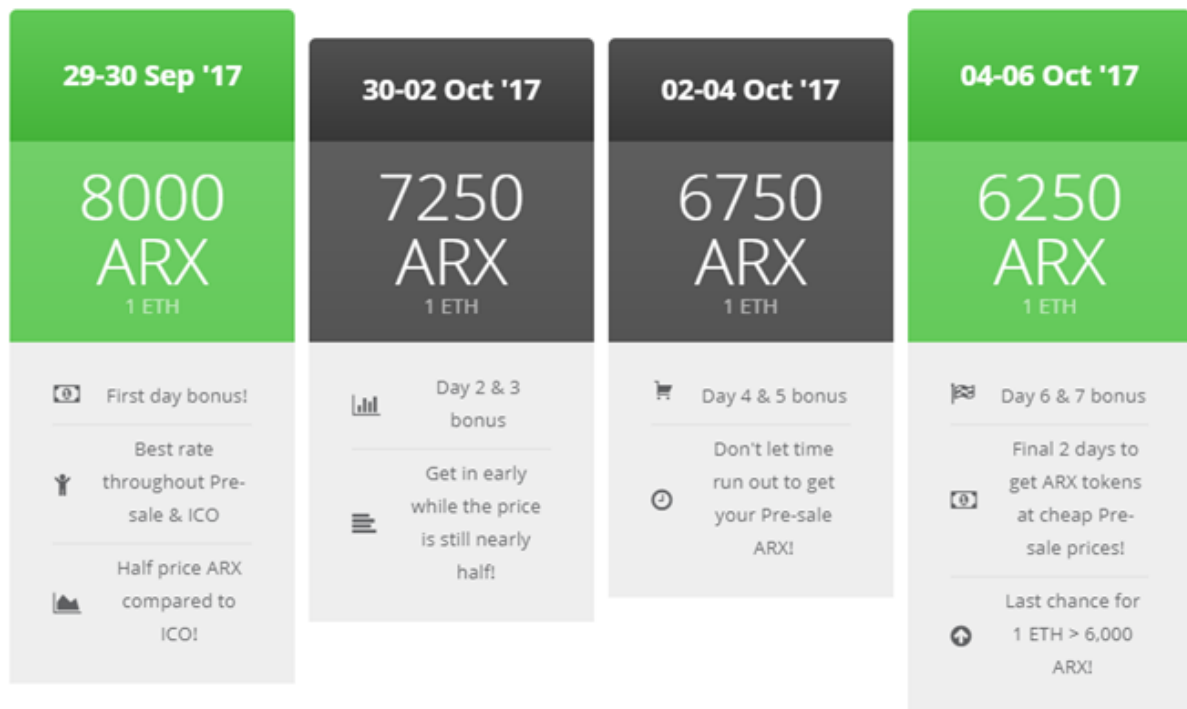 29-30 Sep '17
8000
ARX
1 ETH
First day bonus!
Best rate
throughout Pre-
sale & ICO
Half price ARX
compared to
ICO!
30-02 Oct '17
7250
ARX
1 ETH
Day 2 & 3
bonus
Get in early
while the price
is still nearly
half!
02-04 Oct '17
6750
ARX
1 ETH
Day 4 & 5 bonus
Don't let time
run out to get
your Pre-sale
ARX!
04-06 Oct '17
6250
ARX
1 ETH
Day 6 & 7 bonus
Final 2 days to
get ARX tokens
at cheap Pre-
sale prices!
Last chance for
1 ETH > 6,000
ARX!